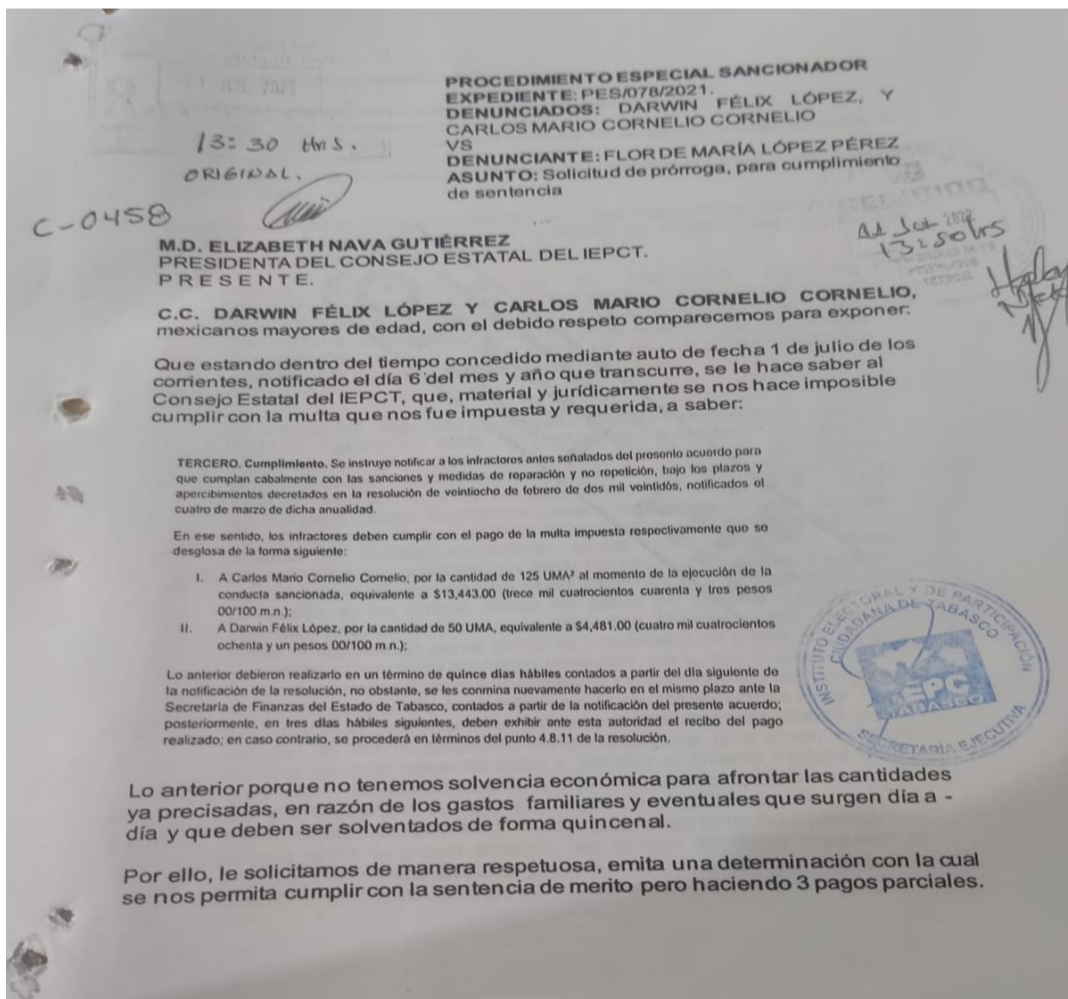 JUL 202
13:30 Hrs.
ORIGINAL.
C-0458
PROCEDIMIENTO ESPECIAL SANCIONADOR
EXPEDIENTE: PES/078/2021.
DENUNCIADOS: DARWIN FÉLIX LÓPEZ, Y
CARLOS MARIO CORNELIO CORNELIO
VS
DENUNCIANTE: FLOR DE MARÍA LÓPEZ PÉREZ
ASUNTO: Solicitud de prórroga, para cumplimiento
de sentencia
13:50 hrs
M.D. ELIZABETH NAVA GUTIÉRREZ
PRESIDENTA DEL CONSEJO ESTATAL DEL IEPCT.
P R E S E N T E.
C.C. DARWIN FÉLIX LÓPEZ Y CARLOS MARIO CORNELIO CORNELIO,
mexicanos mayores de edad, con el debido respeto comparecemos para exponer:
Que estando dentro del tiempo concedido mediante auto de fecha 1 de julio de los
corrientes, notificado el día 6 del mes y año que transcurre, se le hace saber al
Consejo Estatal del IEPCT, que, material y jurídicamente se nos hace imposible
cumplir con la multa que nos fue impuesta y requerida, a saber:
TERCERO. Cumplimiento. Se instruye notificar a los infractores antes señalados del presente acuerdo para
que cumplan cabalmente con las sanciones y medidas de reparación y no repetición, bajo los plazos y
apercibimientos decretados en la resolución de veintiocho de febrero de dos mil veintidós, notificados el
cuatro de marzo de dicha anualidad.
En ese sentido, los infractores deben cumplir con el pago de la multa impuesta respectivamente que se
desglosa de la forma siguiente:
I. A Carlos Mario Cornelio Cornelio, por la cantidad de 125 UMA² al momento de la ejecución de la
conducta sancionada, equivalente a $13,443.00 (trece mil cuatrocientos cuarenta y tres pesos
00/100 m.n.);
II. A Darwin Félix López, por la cantidad de 50 UMA, equivalente a $4,481.00 (cuatro mil cuatrocientos
ochenta y un pesos 00/100 m.n.);
Lo anterior debieron realizarlo en un término de quince días hábiles contados a partir del día siguiente de
la notificación de la resolución, no obstante, se les conmina nuevamente hacerlo en el mismo plazo ante la
Secretaría de Finanzas del Estado de Tabasco, contados a partir de la notificación del presente acuerdo;
posteriormente, en tres días hábiles siguientes, deben exhibir ante esta autoridad el recibo del pago
realizado; en caso contrario, se procederá en términos del punto 4.8.11 de la resolución.
INSTITUTO ELECTORAL Y DE PARTICIPACIÓN
CIUDADANA DE TABASCO
IEPC
TABASCO
SECRETARÍA EJECUTIVA
Lo anterior porque no tenemos solvencia económica para afrontar las cantidades
ya precisadas, en razón de los gastos familiares y eventuales que surgen día a -
día y que deben ser solventados de forma quincenal.
Por ello, le solicitamos de manera respetuosa, emita una determinación con la cual
se nos permita cumplir con la sentencia de merito pero haciendo 3 pagos parciales.